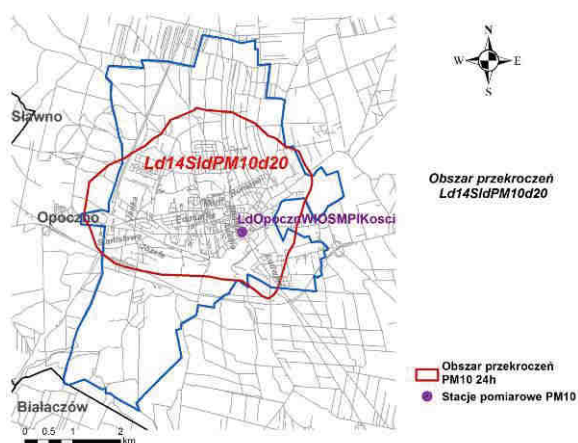 N
W E
S
Sławno
Ld14SldPM10d20
Obszar przekroczeń
Ld14SldPM10d20
Opoczno
LdOpocznWIOSMPlKosci
Obszar przekroczeń
PM10 24h
Stacje pomiarowe PM10
Białaczów
0 0.5 1 2
km